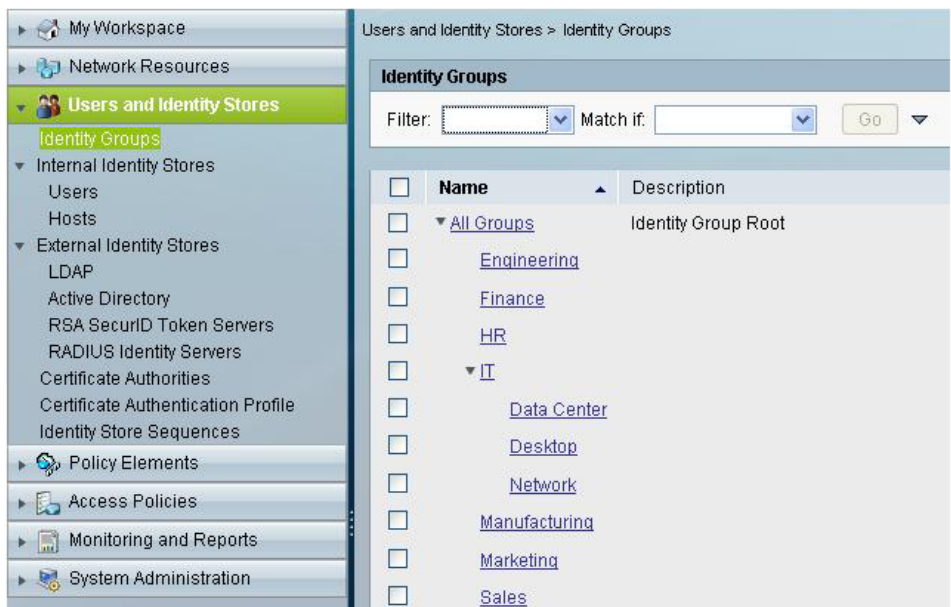 My Workspace
Network Resources
Users and Identity Stores
Identity Groups
Internal Identity Stores
Users
Hosts
External Identity Stores
LDAP
Active Directory
RSA SecurID Token Servers
RADIUS Identity Servers
Certificate Authorities
Certificate Authentication Profile
Identity Store Sequences
Policy Elements
Access Policies
Monitoring and Reports
System Administration
Users and Identity Stores > Identity Groups
Identity Groups
Filter: Match if: Go
Name Description
All Groups Identity Group Root
Engineering
Finance
HR
IT
Data Center
Desktop
Network
Manufacturing
Marketing
Sales